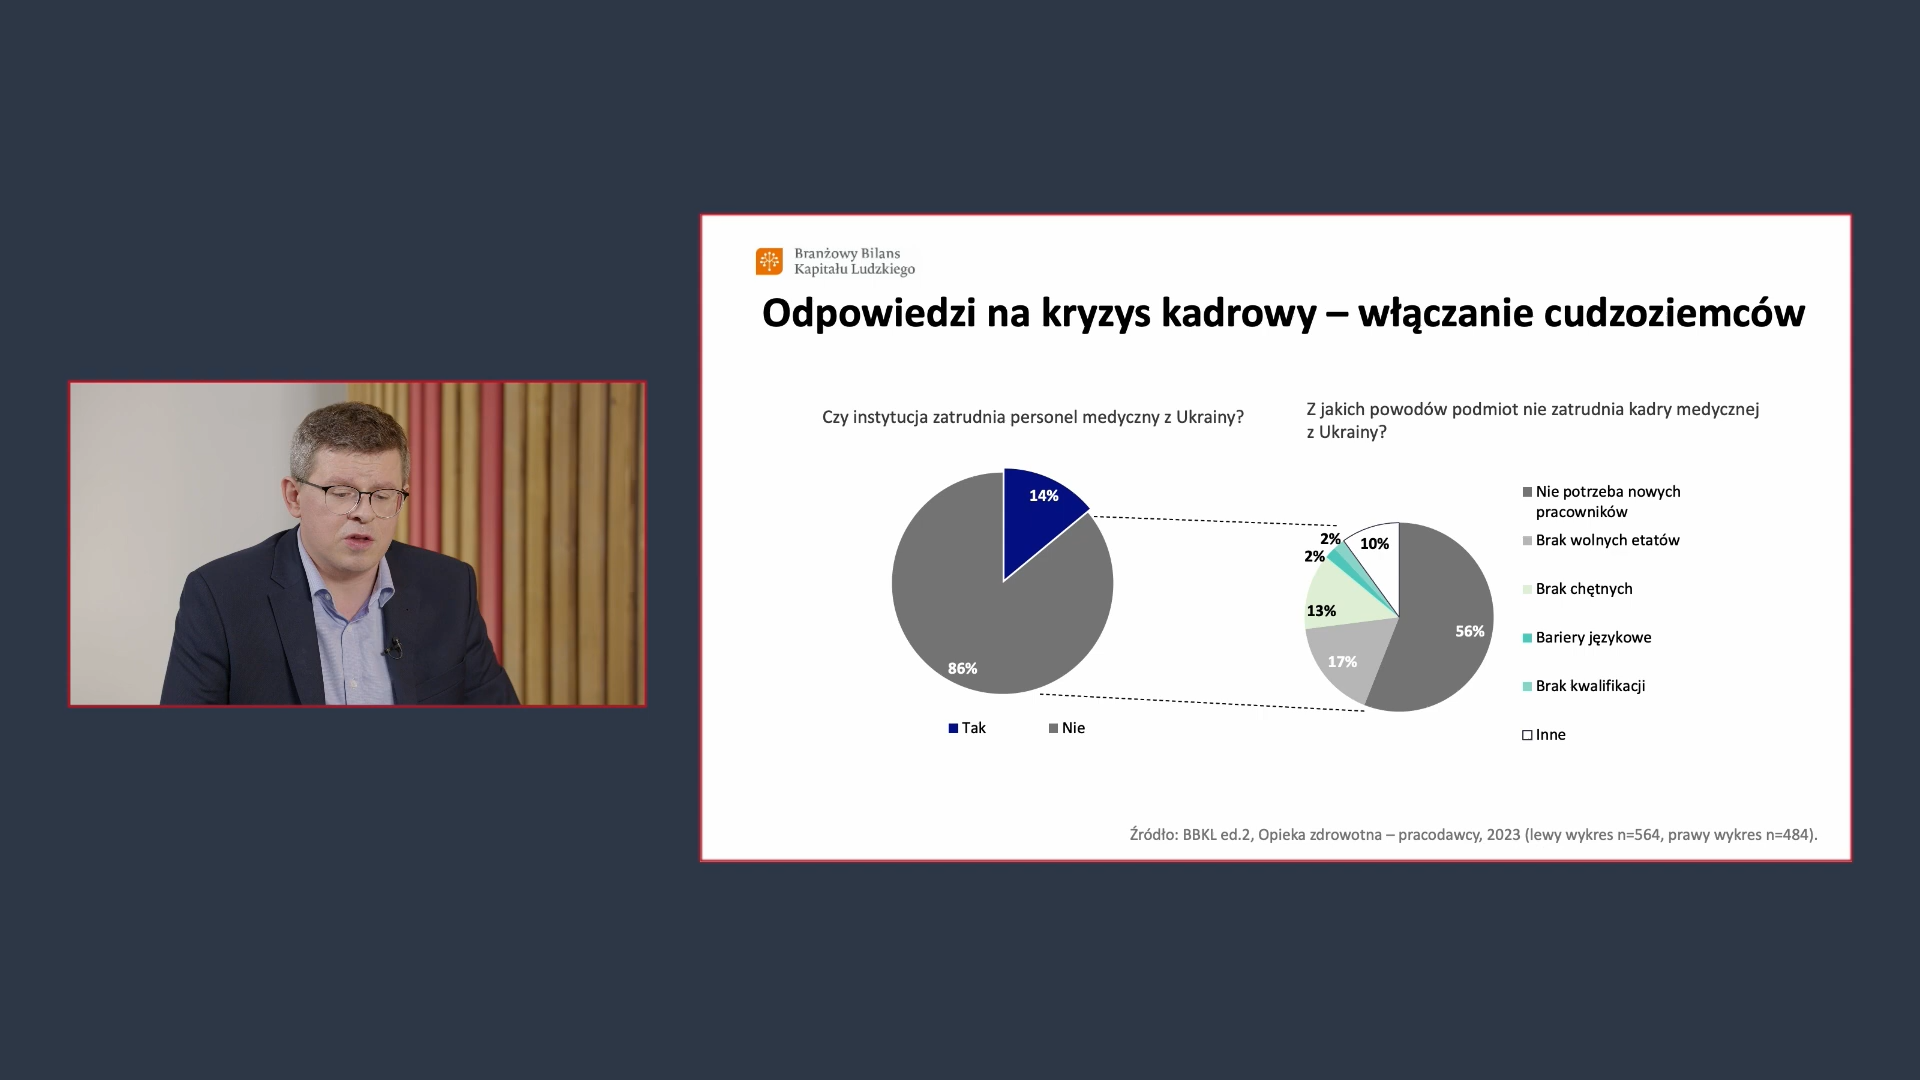 Branżowy Bilans
Kapitału Ludzkiego
Odpowiedzi na kryzys kadrowy – włączanie cudzoziemców
Czy instytucja zatrudnia personel medyczny z Ukrainy?
14%
86%
Tak
Nie
Z jakich powodów podmiot nie zatrudnia kadry medycznej
z Ukrainy?
2%
10%
2%
13%
56%
17%
Nie potrzeba nowych
pracowników
Brak wolnych etatów
Brak chętnych
Bariery językowe
Brak kwalifikacji
Inne
Źródło: BBKL ed.2, Opieka zdrowotna – pracodawcy, 2023 (lewy wykres n=564, prawy wykres n=484).